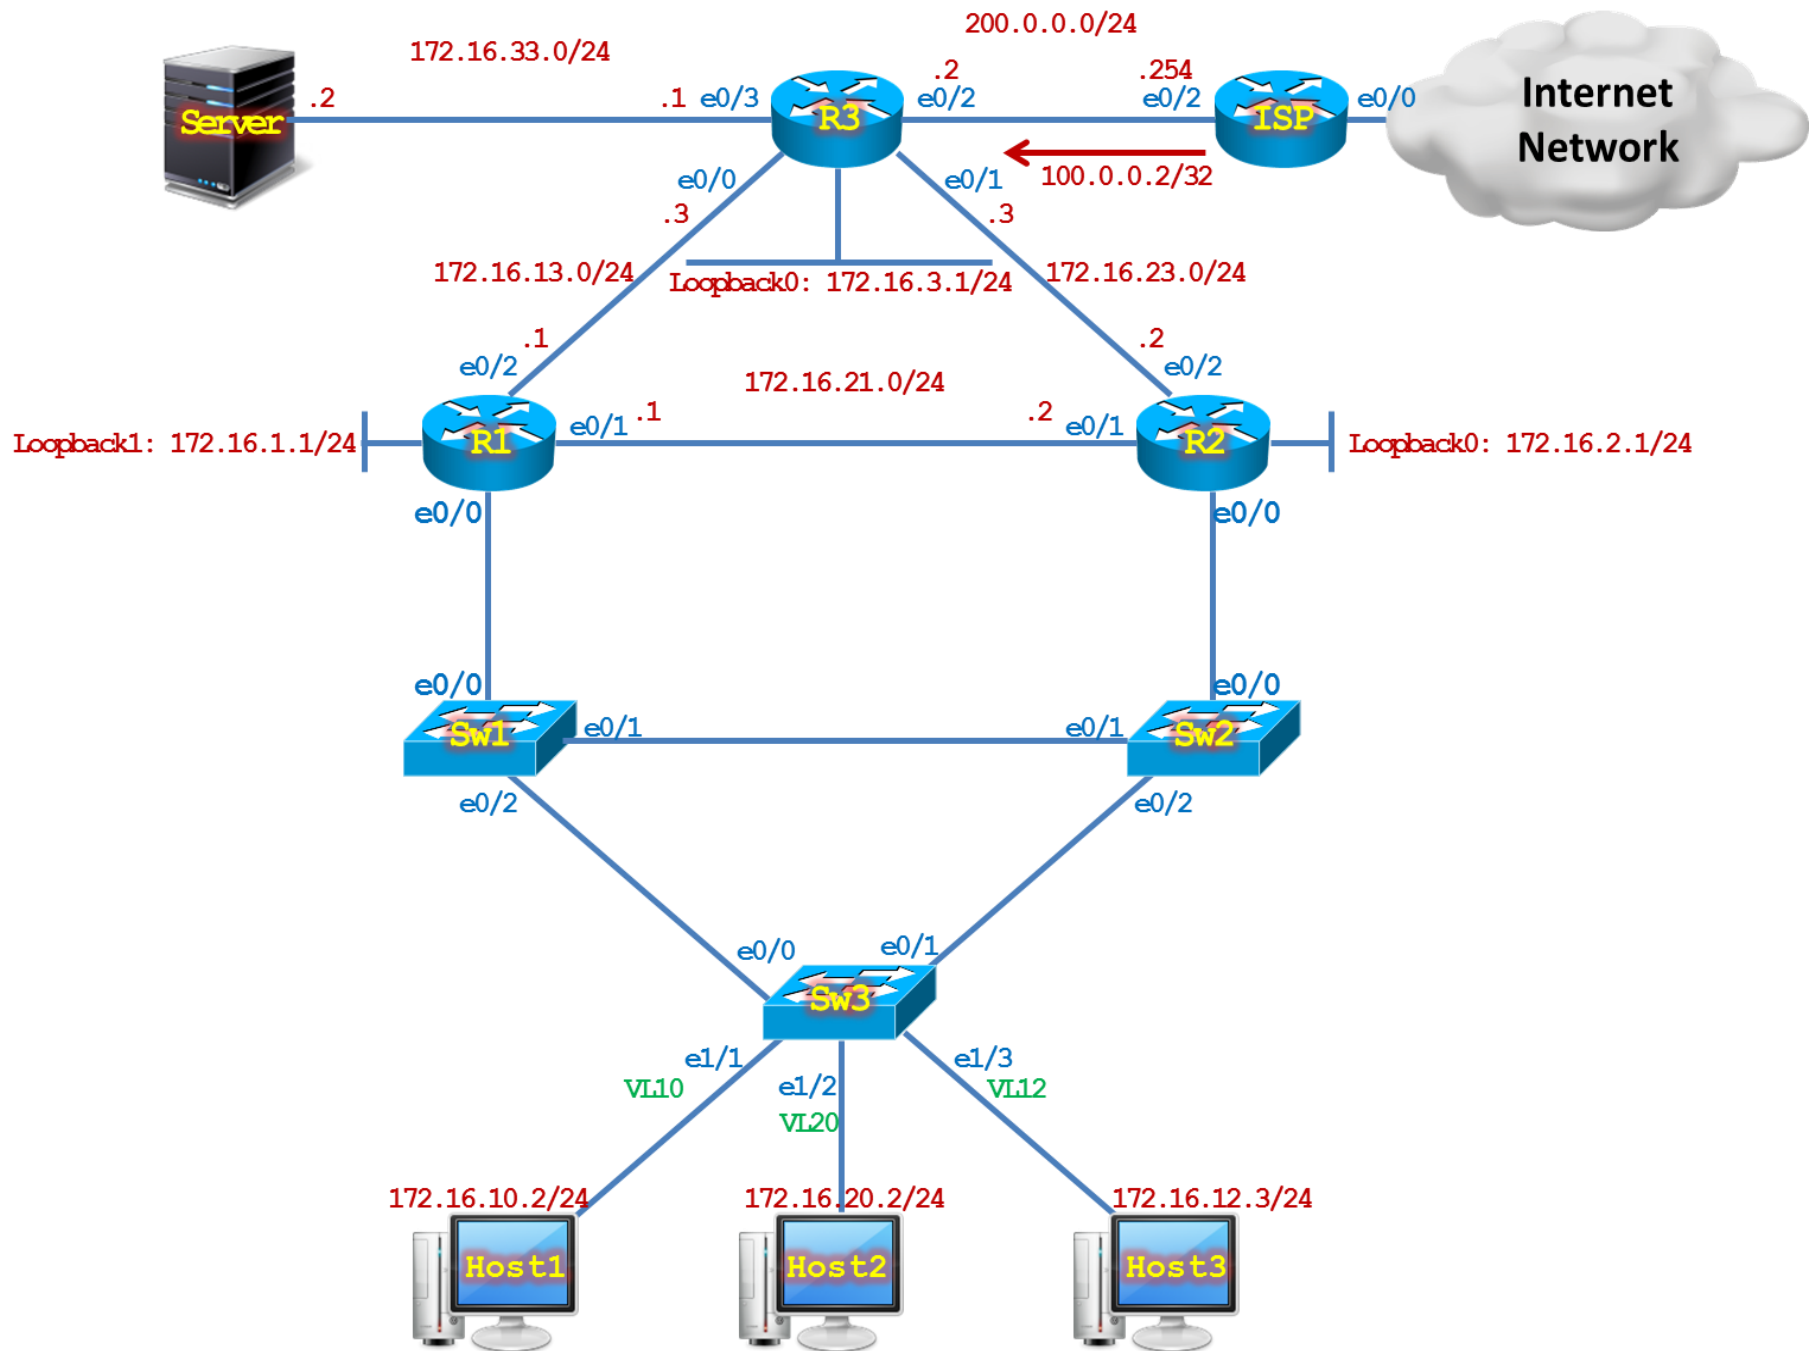 200.0.0.0/24
172.16.33.0/24
Internet
Network
.2
.1
e0/3
R3
.2
e0/2
.254
e0/2
ISP
e0/0
Server
100.0.0.2/32
e0/0
.3
e0/1
.3
172.16.13.0/24
Loopback0: 172.16.3.1/24
172.16.23.0/24
.1
e0/2
.2
e0/2
172.16.21.0/24
Loopback1: 172.16.1.1/24
R1
e0/1
.1
.2
e0/1
R2
Loopback0: 172.16.2.1/24
e0/0
e0/0
e0/0
e0/0
Sw1
e0/1
e0/1
Sw2
e0/2
e0/2
e0/0
e0/1
Sw3
e1/1
VL10
e1/2
VL20
e1/3
VL12
172.16.10.2/24
172.16.20.2/24
172.16.12.3/24
Host1
Host2
Host3